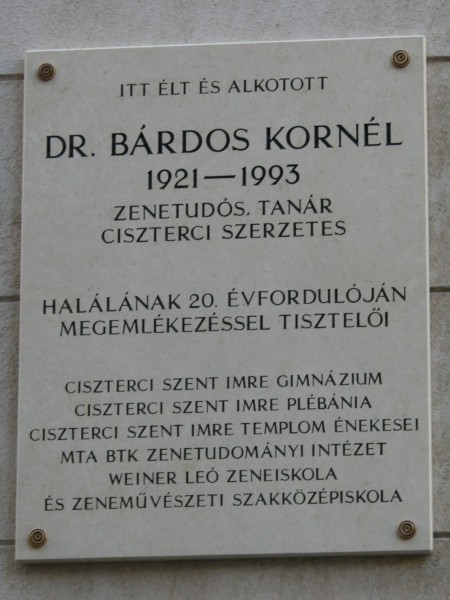 ITT ÉLT ÉS ALKOTOTT
DR. BÁRDOS KORNÉL
1921—1993
ZENETUDÓS, TANÁR
CISZTERCI SZERZETES
HALÁLÁNAK 20. ÉVFORDULÓJÁN
MEGEMLÉKEZÉSSEL TISZTELŐI
CISZTERCI SZENT IMRE GIMNÁZIUM
CISZTERCI SZENT IMRE PLÉBÁNIA
CISZTERCI SZENT IMRE TEMPLOM ÉNEKESEI
MTA BTK ZENETUDOMÁNYI INTÉZET
WEINER LEÓ ZENEISKOLA
ÉS ZENEMŰVÉSZETI SZAKKÖZÉPISKOLA